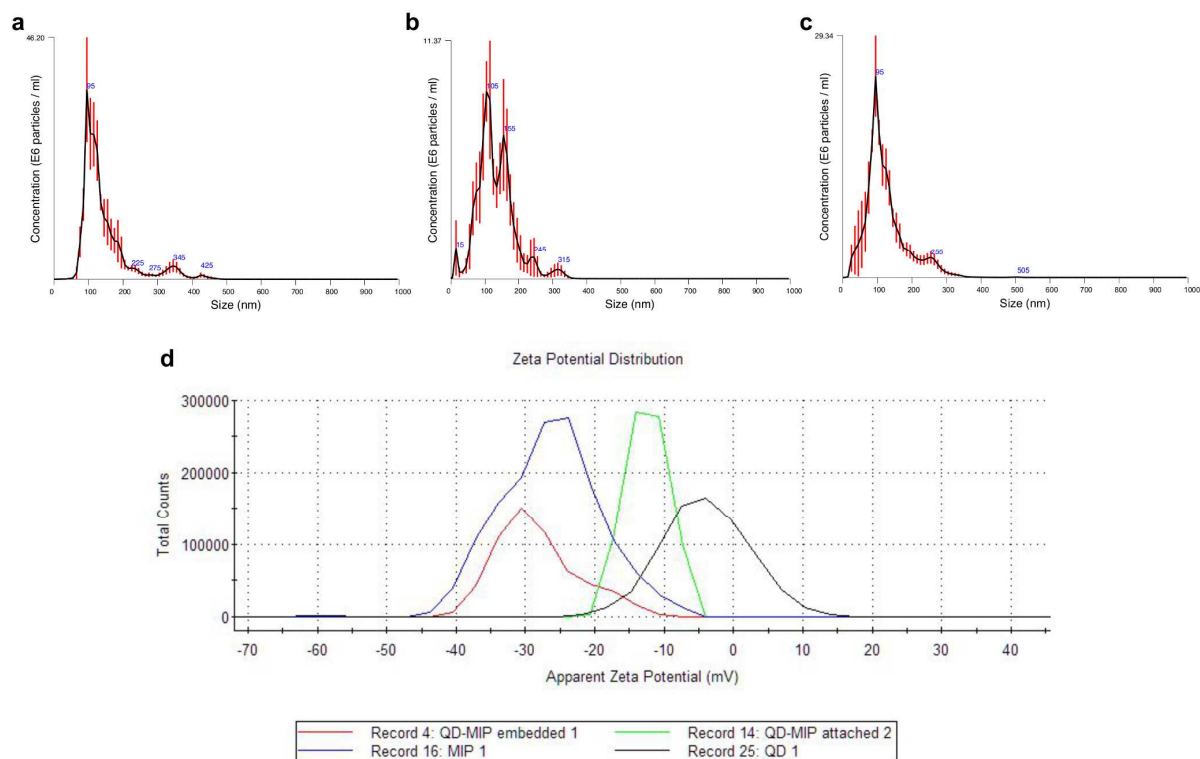 a
46.20
Concentration (E6 particles / ml)
95
225
275
345
425
0
0 100 200 300 400 500 600 700 800 900 1000
Size (nm)
b
11.37
Concentration (E6 particles / ml)
15
105
155
245
315
0
0 100 200 300 400 500 600 700 800 900 1000
Size (nm)
c
29.34
Concentration (E6 particles / ml)
95
505
0
0 100 200 300 400 500 600 700 800 900 1000
Size (nm)
d
Zeta Potential Distribution
Total Counts
300000
200000
100000
0
-70 -60 -50 -40 -30 -20 -10 0 10 20 30 40
Apparent Zeta Potential (mV)
Record 4: QD-MIP embedded 1
Record 14: QD-MIP attached 2
Record 16: MIP 1
Record 25: QD 1